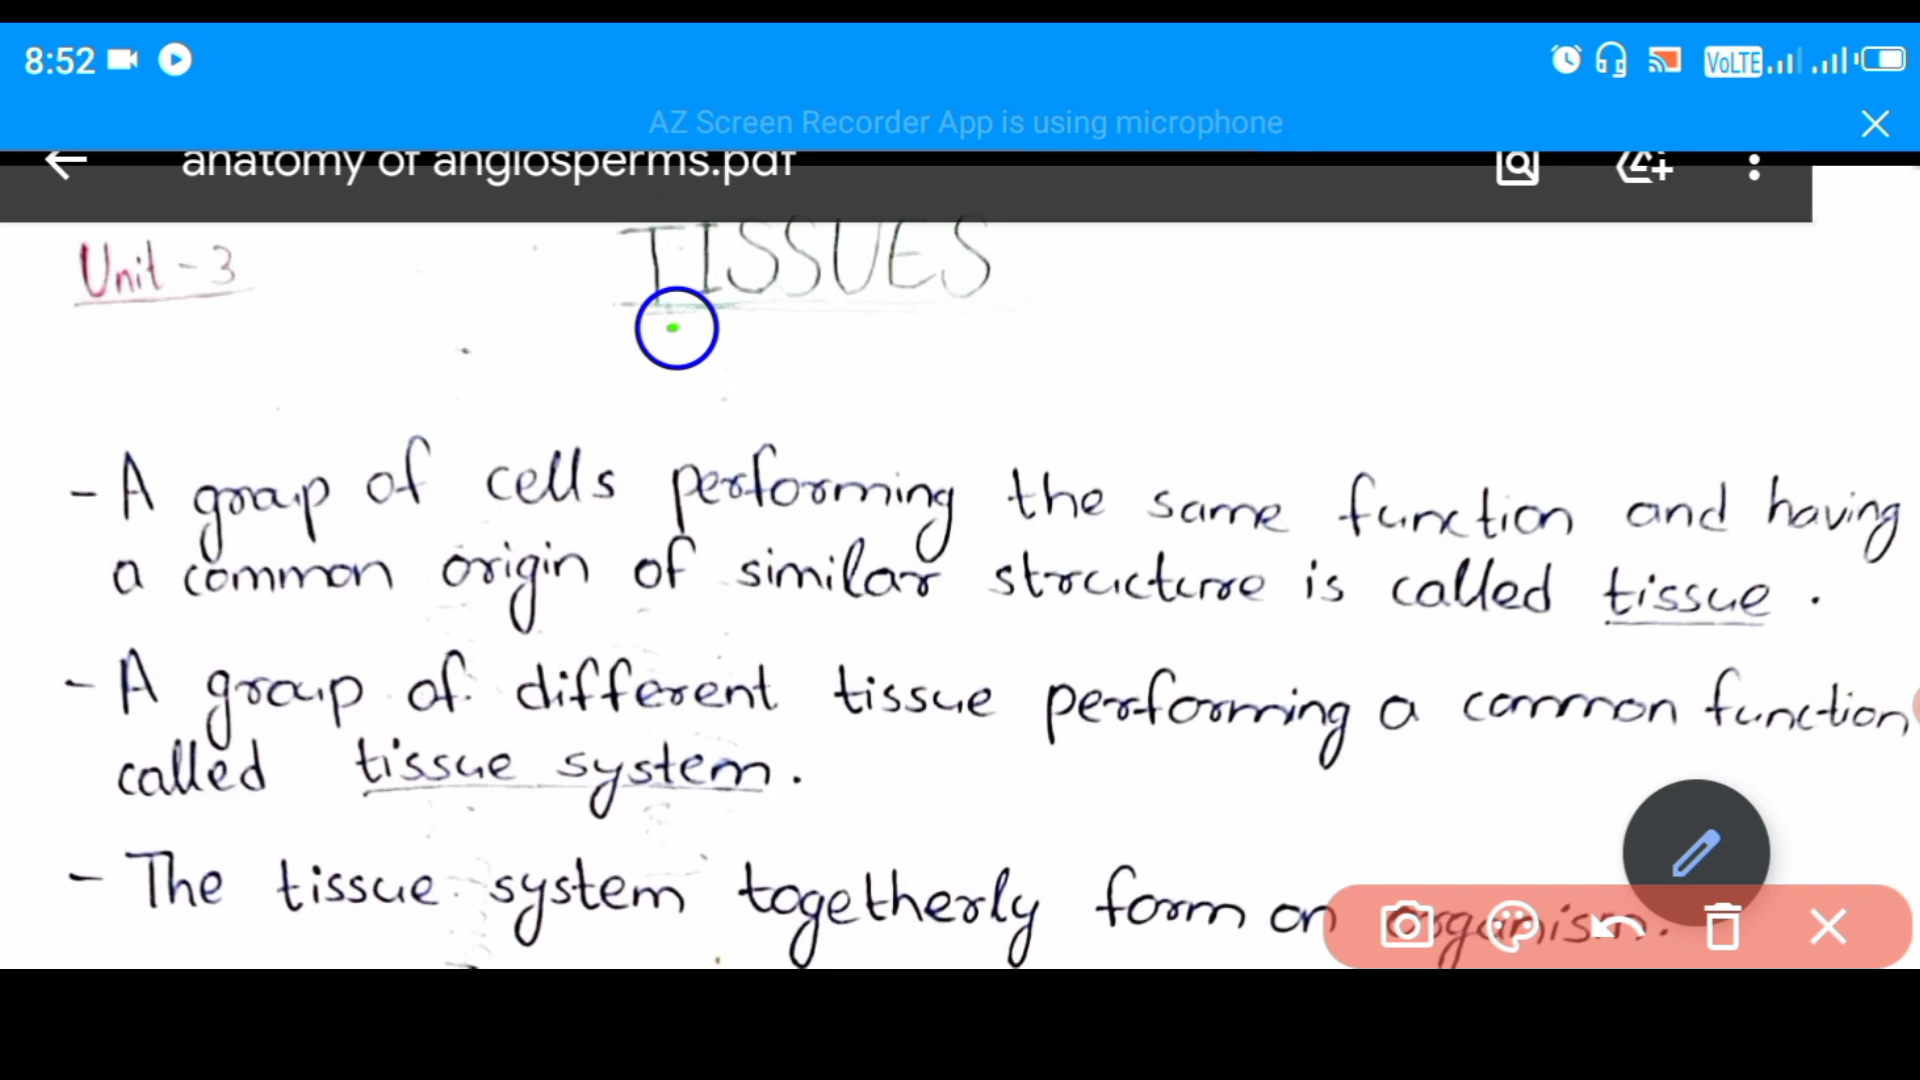 8:52
VoLTE
AZ Screen Recorder App is using microphone
anatomy of angiosperms.pdf
Unit - 3
TISSUES
- A group of cells performing the same function and having
a common origin of similar structure is called tissue.
- A group of different tissue performing a common function
called tissue system.
- The tissue system togetherly form an organism.